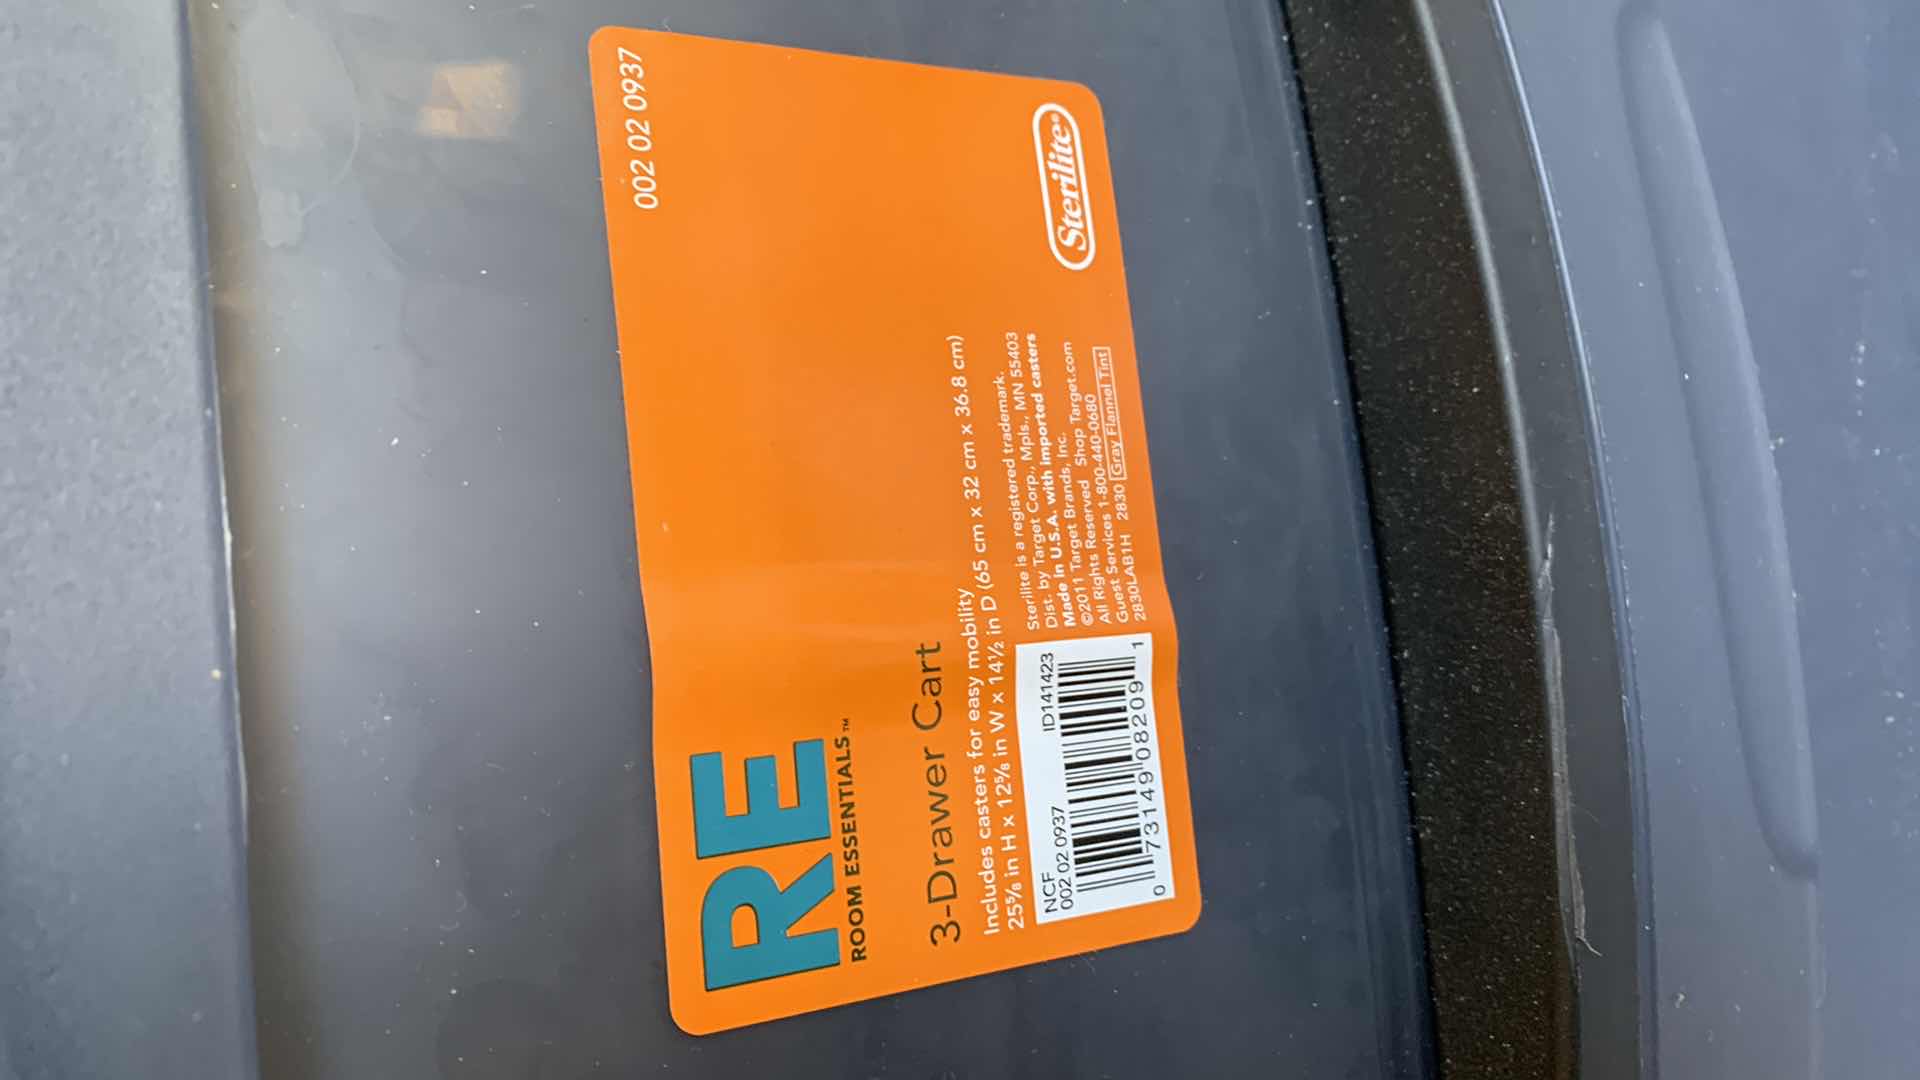 002 02 0937
RE
ROOM ESSENTIALS™
3-Drawer Cart
Includes casters for easy mobility
25⅝ in H x 12⅝ in W x 14½ in D (65 cm x 32 cm x 36.8 cm)
NCF
002 02 0937 ID141423
0 73149 08209 1
Sterilite is a registered trademark.
Dist. by Target Corp., Mpls., MN 55403
Made in U.S.A. with imported casters
©2011 Target Brands, Inc.
All Rights Reserved Shop Target.com
Guest Services 1-800-440-0680
2830LAB1H 2830 Gray Flannel Tint
Sterilite®